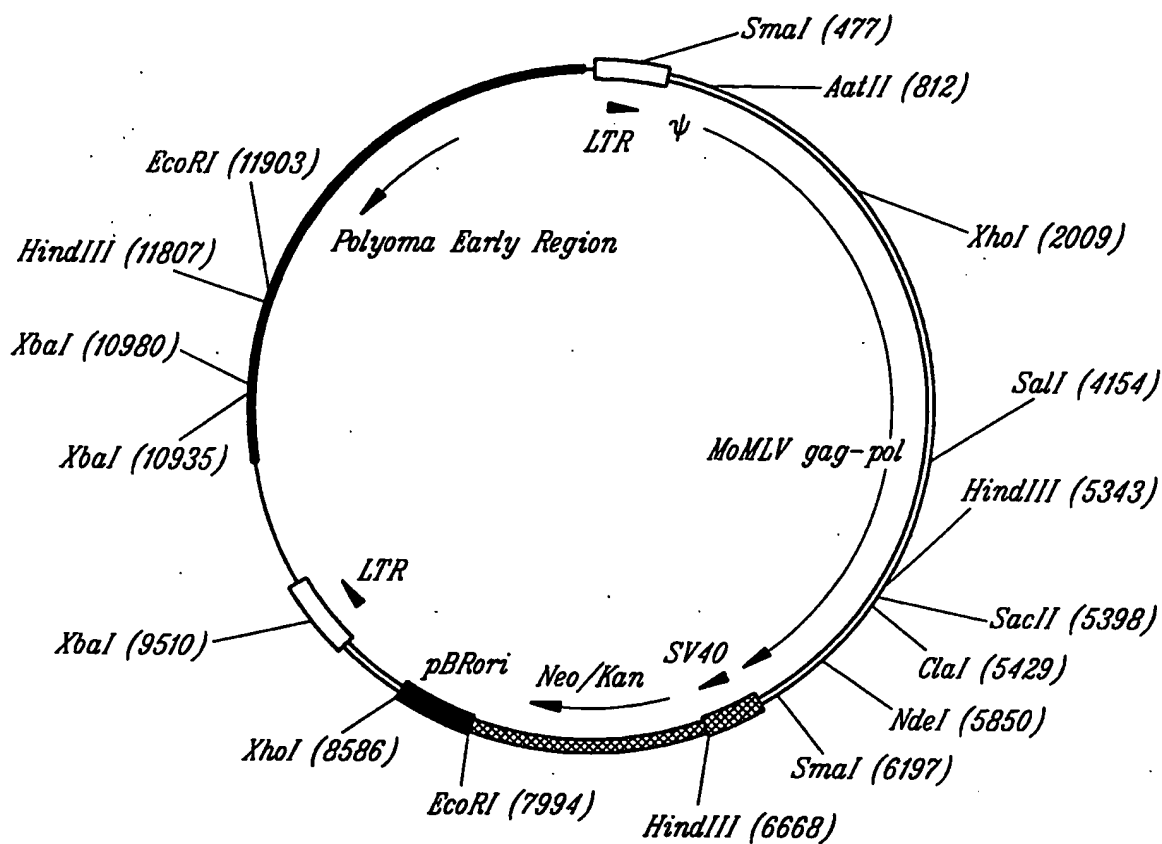 SmaI (477)
AatII (812)
LTR
ψ
EcoRI (11903)
Polyoma Early Region
XhoI (2009)
HindIII (11807)
XbaI (10980)
SalI (4154)
XbaI (10935)
MoMLV gag-pol
HindIII (5343)
LTR
SacII (5398)
XbaI (9510)
pBRori
Neo/Kan
SV40
ClaI (5429)
NdeI (5850)
XhoI (8586)
SmaI (6197)
EcoRI (7994)
HindIII (6668)